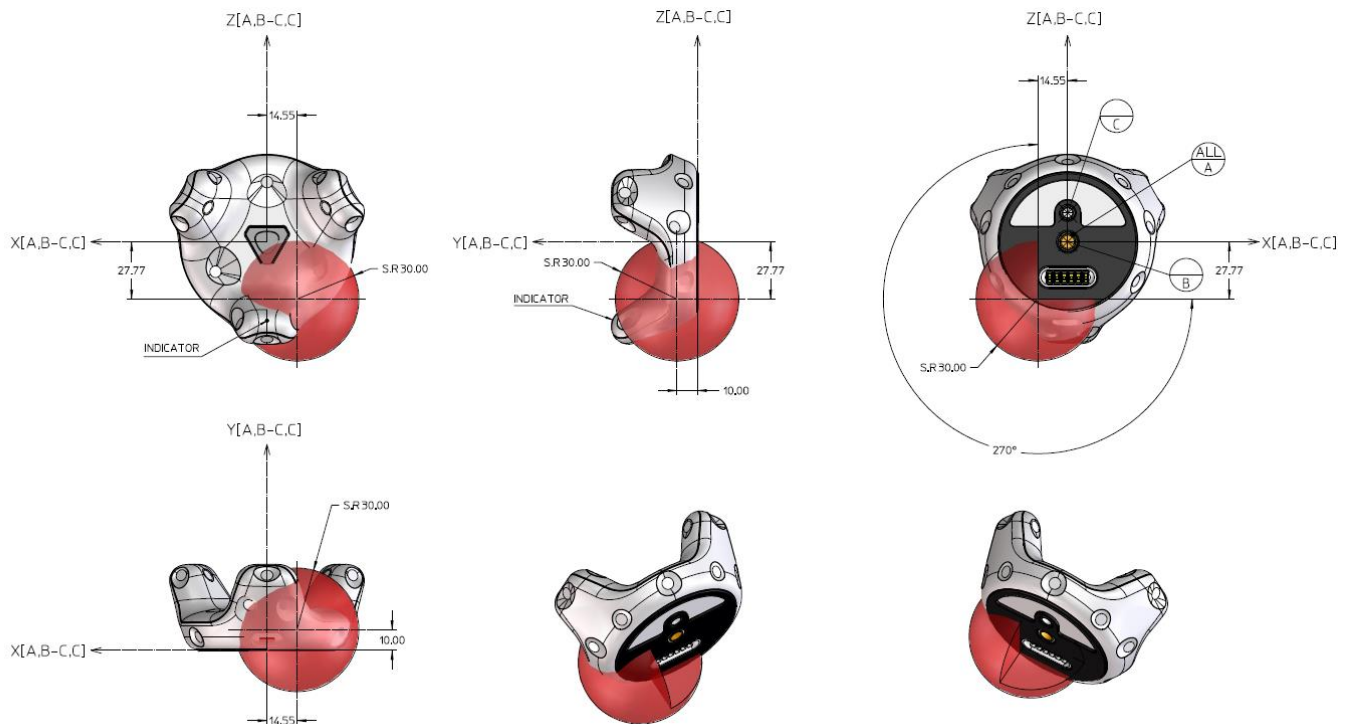 Z[A,B-C,C]
14.55
X[A,B-C,C]
27.77
S.R30.00
INDICATOR
Z[A,B-C,C]
Y[A,B-C,C]
S.R30.00
27.77
INDICATOR
10.00
Z[A,B-C,C]
14.55
C
ALL
A
X[A,B-C,C]
27.77
B
S.R30.00
270°
Y[A,B-C,C]
S.R30.00
10.00
X[A,B-C,C]
14.55